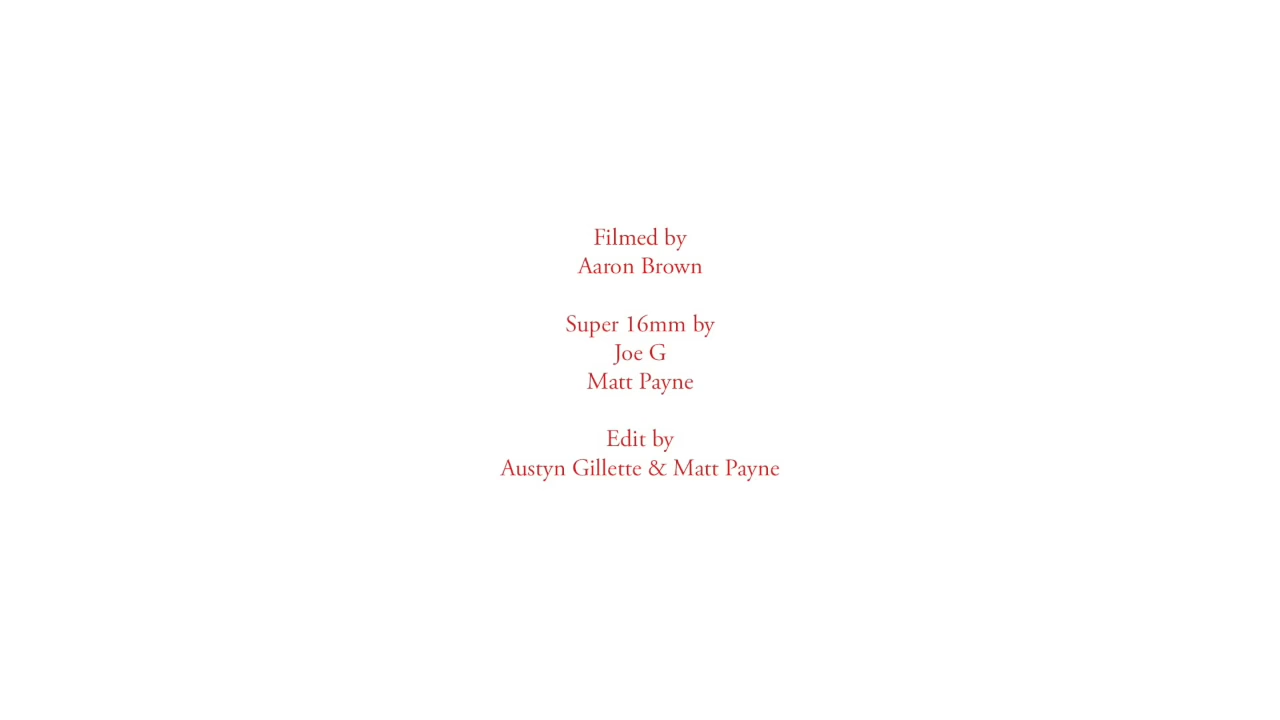 Filmed by
Aaron Brown
Super 16mm by
Joe G
Matt Payne
Edit by
Austyn Gillette & Matt Payne